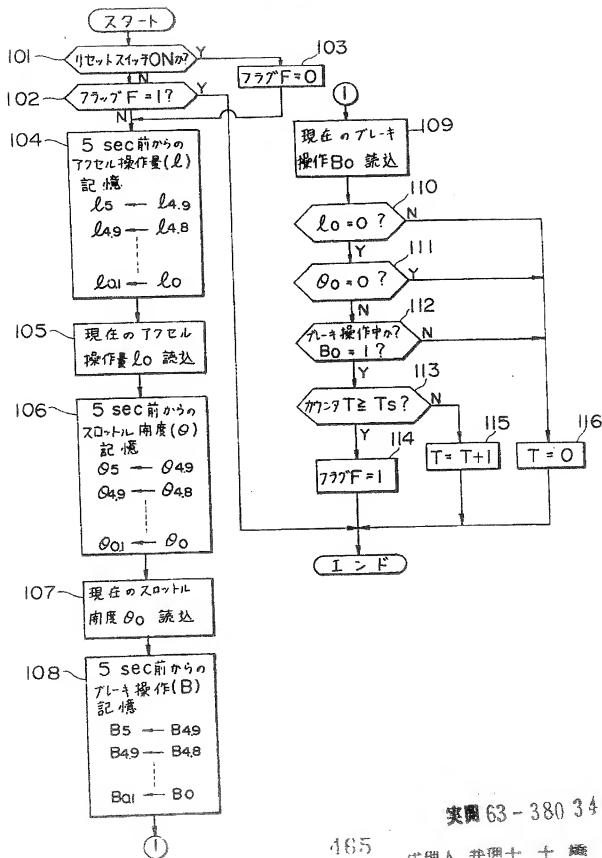 スタート
101
リセットスイッチONか?
Y
N
103
フラグF=0
102
フラッグF=1?
Y
N
104
5 sec前からの
アクセル操作量(ℓ)
記憶
ℓ5 ← ℓ4.9
ℓ4.9 ← ℓ4.8
ℓ0.1 ← ℓ0
105
現在のアクセル
操作量ℓ0 読込
106
5 sec前からの
スロットル開度(θ)
記憶
θ5 ← θ4.9
θ4.9 ← θ4.8
θ0.1 ← θ0
107
現在のスロットル
開度θ0 読込
108
5 sec前からの
ブレーキ操作(B)
記憶
B5 ← B4.9
B4.9 ← B4.8
B0.1 ← B0
1
1
109
現在のブレーキ
操作B0 読込
110
ℓ0=0?
N
Y
111
θ0=0?
Y
N
112
ブレーキ操作中か?
B0=1?
N
Y
113
カウンタT≧Ts?
N
Y
114
フラグF=1
115
T=T+1
116
T=0
エンド
実開63-38034
465